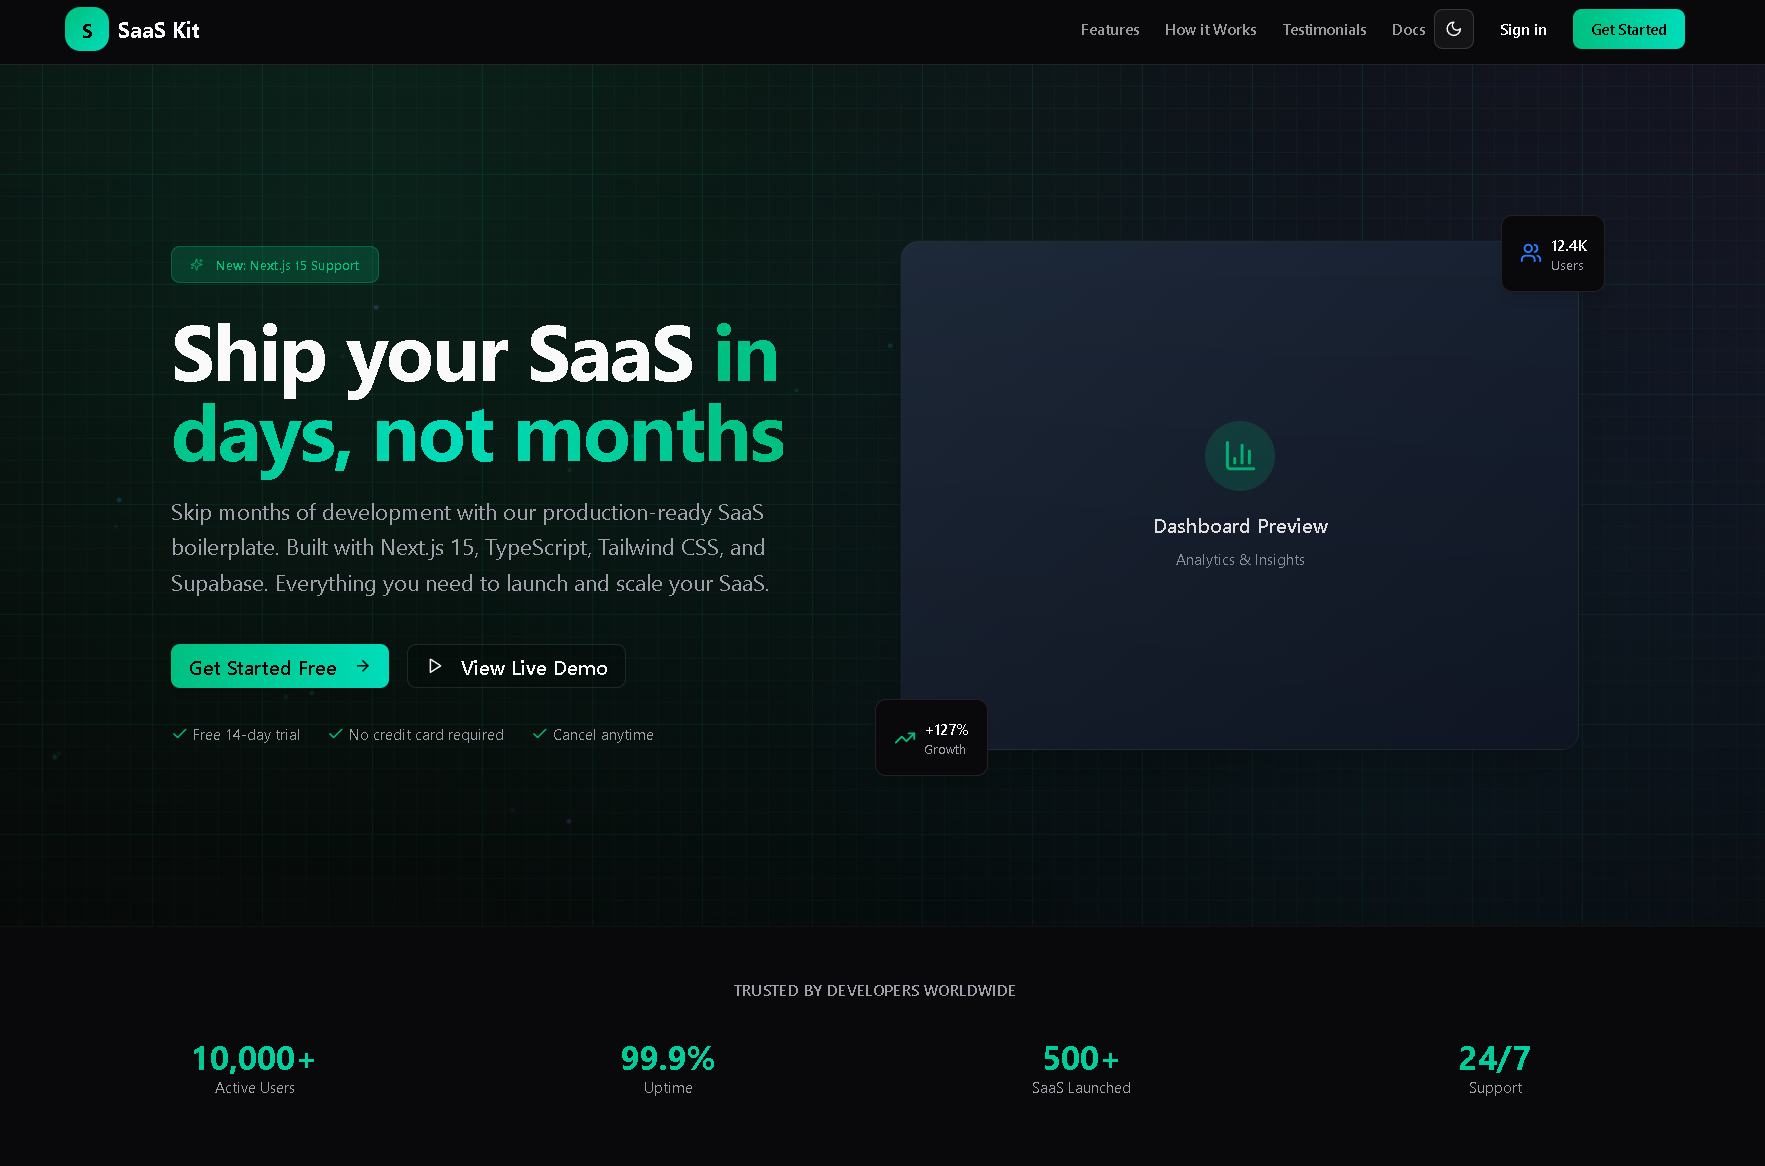 S
SaaS Kit
Features
How it Works
Testimonials
Docs
Sign in
Get Started
New: Next.js 15 Support
Ship your SaaS in
days, not months
Skip months of development with our production-ready SaaS
boilerplate. Built with Next.js 15, TypeScript, Tailwind CSS, and
Supabase. Everything you need to launch and scale your SaaS.
Get Started Free
View Live Demo
Free 14-day trial
No credit card required
Cancel anytime
12.4K
Users
Dashboard Preview
Analytics & Insights
+127%
Growth
TRUSTED BY DEVELOPERS WORLDWIDE
10,000+
Active Users
99.9%
Uptime
500+
SaaS Launched
24/7
Support